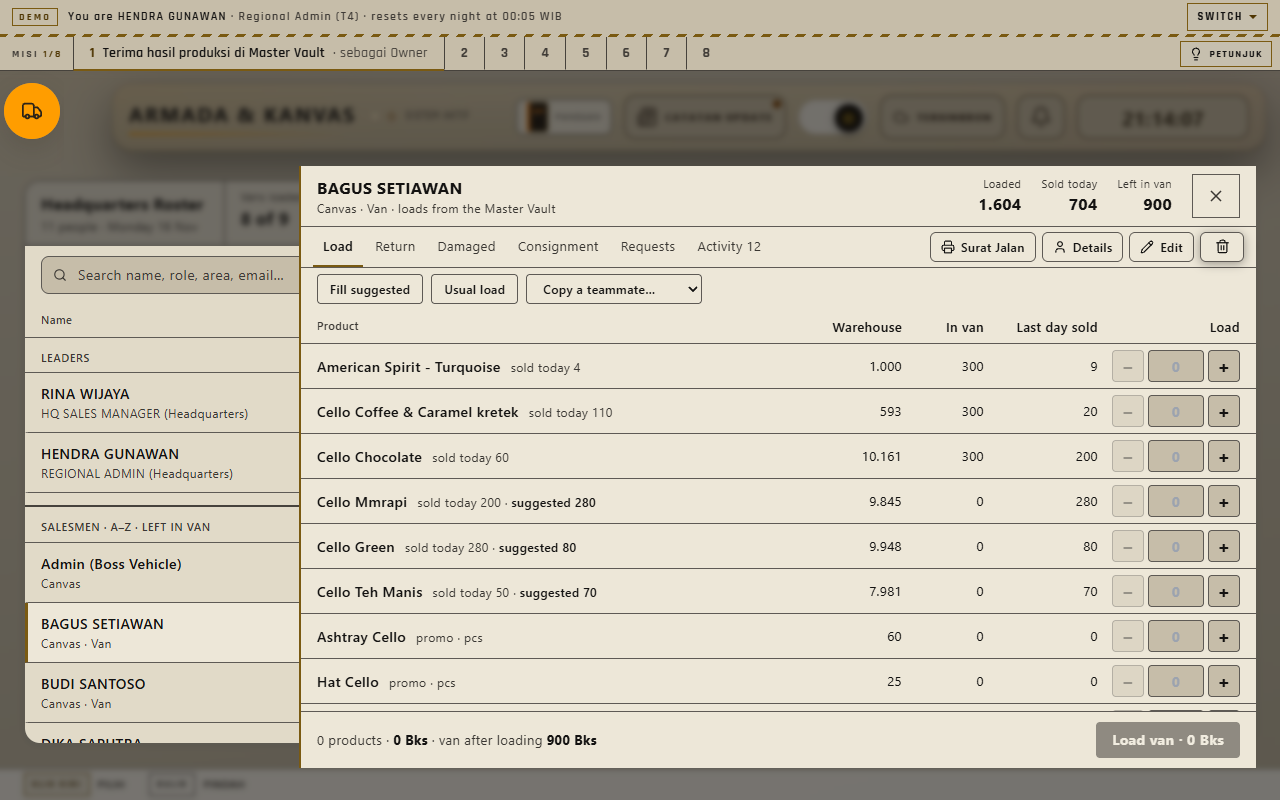 DEMO You are HENDRA GUNAWAN · Regional Admin (T4) · resets every night at 00:05 WIB SWITCH
MISI 1/8 1 Terima hasil produksi di Master Vault · sebagai Owner 2 3 4 5 6 7 8 PETUNJUK
ARMADA & KANVAS 21:14:07
Headquarters Roster
8 of 9
Search name, role, area, email...
Name
LEADERS
RINA WIJAYA
HQ SALES MANAGER (Headquarters)
HENDRA GUNAWAN
REGIONAL ADMIN (Headquarters)
SALESMEN · A–Z · LEFT IN VAN
Admin (Boss Vehicle)
Canvas
BAGUS SETIAWAN
Canvas · Van
BUDI SANTOSO
Canvas · Van
DIKA SAPUTRA
BAGUS SETIAWAN
Canvas · Van · loads from the Master Vault
Loaded Sold today Left in van
1.604 704 900
Load Return Damaged Consignment Requests Activity 12 Surat Jalan Details Edit
Fill suggested Usual load Copy a teammate...
Product Warehouse In van Last day sold Load
American Spirit - Turquoise sold today 4 1.000 300 9 – 0 +
Cello Coffee & Caramel kretek sold today 110 593 300 20 – 0 +
Cello Chocolate sold today 60 10.161 300 200 – 0 +
Cello Mmrapi sold today 200 · suggested 280 9.845 0 280 – 0 +
Cello Green sold today 280 · suggested 80 9.948 0 80 – 0 +
Cello Teh Manis sold today 50 · suggested 70 7.981 0 70 – 0 +
Ashtray Cello promo · pcs 60 0 0 – 0 +
Hat Cello promo · pcs 25 0 0 – 0 +
0 products · 0 Bks · van after loading 900 Bks Load van · 0 Bks